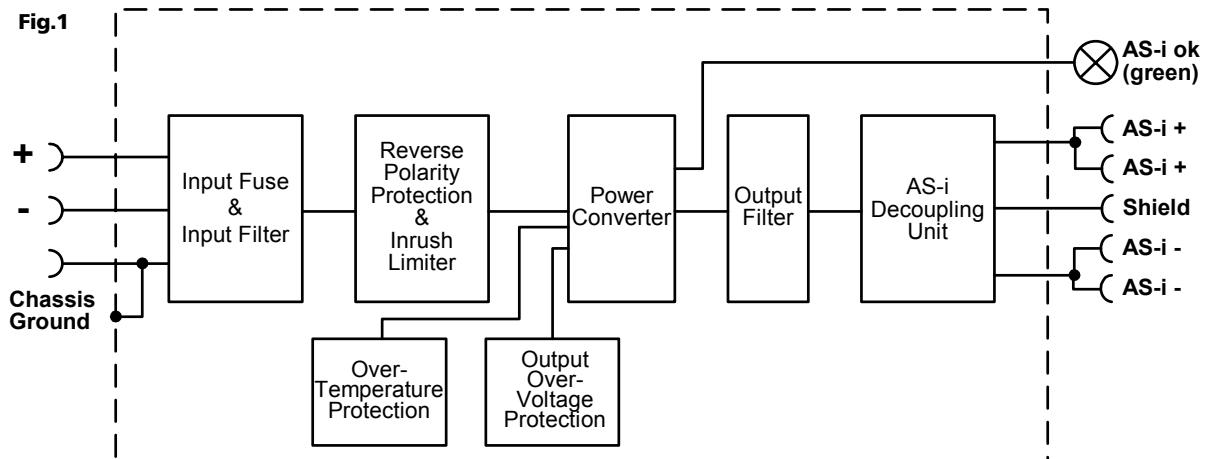 Fig.1
AS-i ok
(green)
+
-
Chassis
Ground
Input Fuse
&
Input Filter
Reverse
Polarity
Protection
&
Inrush
Limiter
Power
Converter
Output
Filter
AS-i
Decoupling
Unit
AS-i +
AS-i +
Shield
AS-i -
AS-i -
Over-
Temperature
Protection
Output
Over-
Voltage
Protection